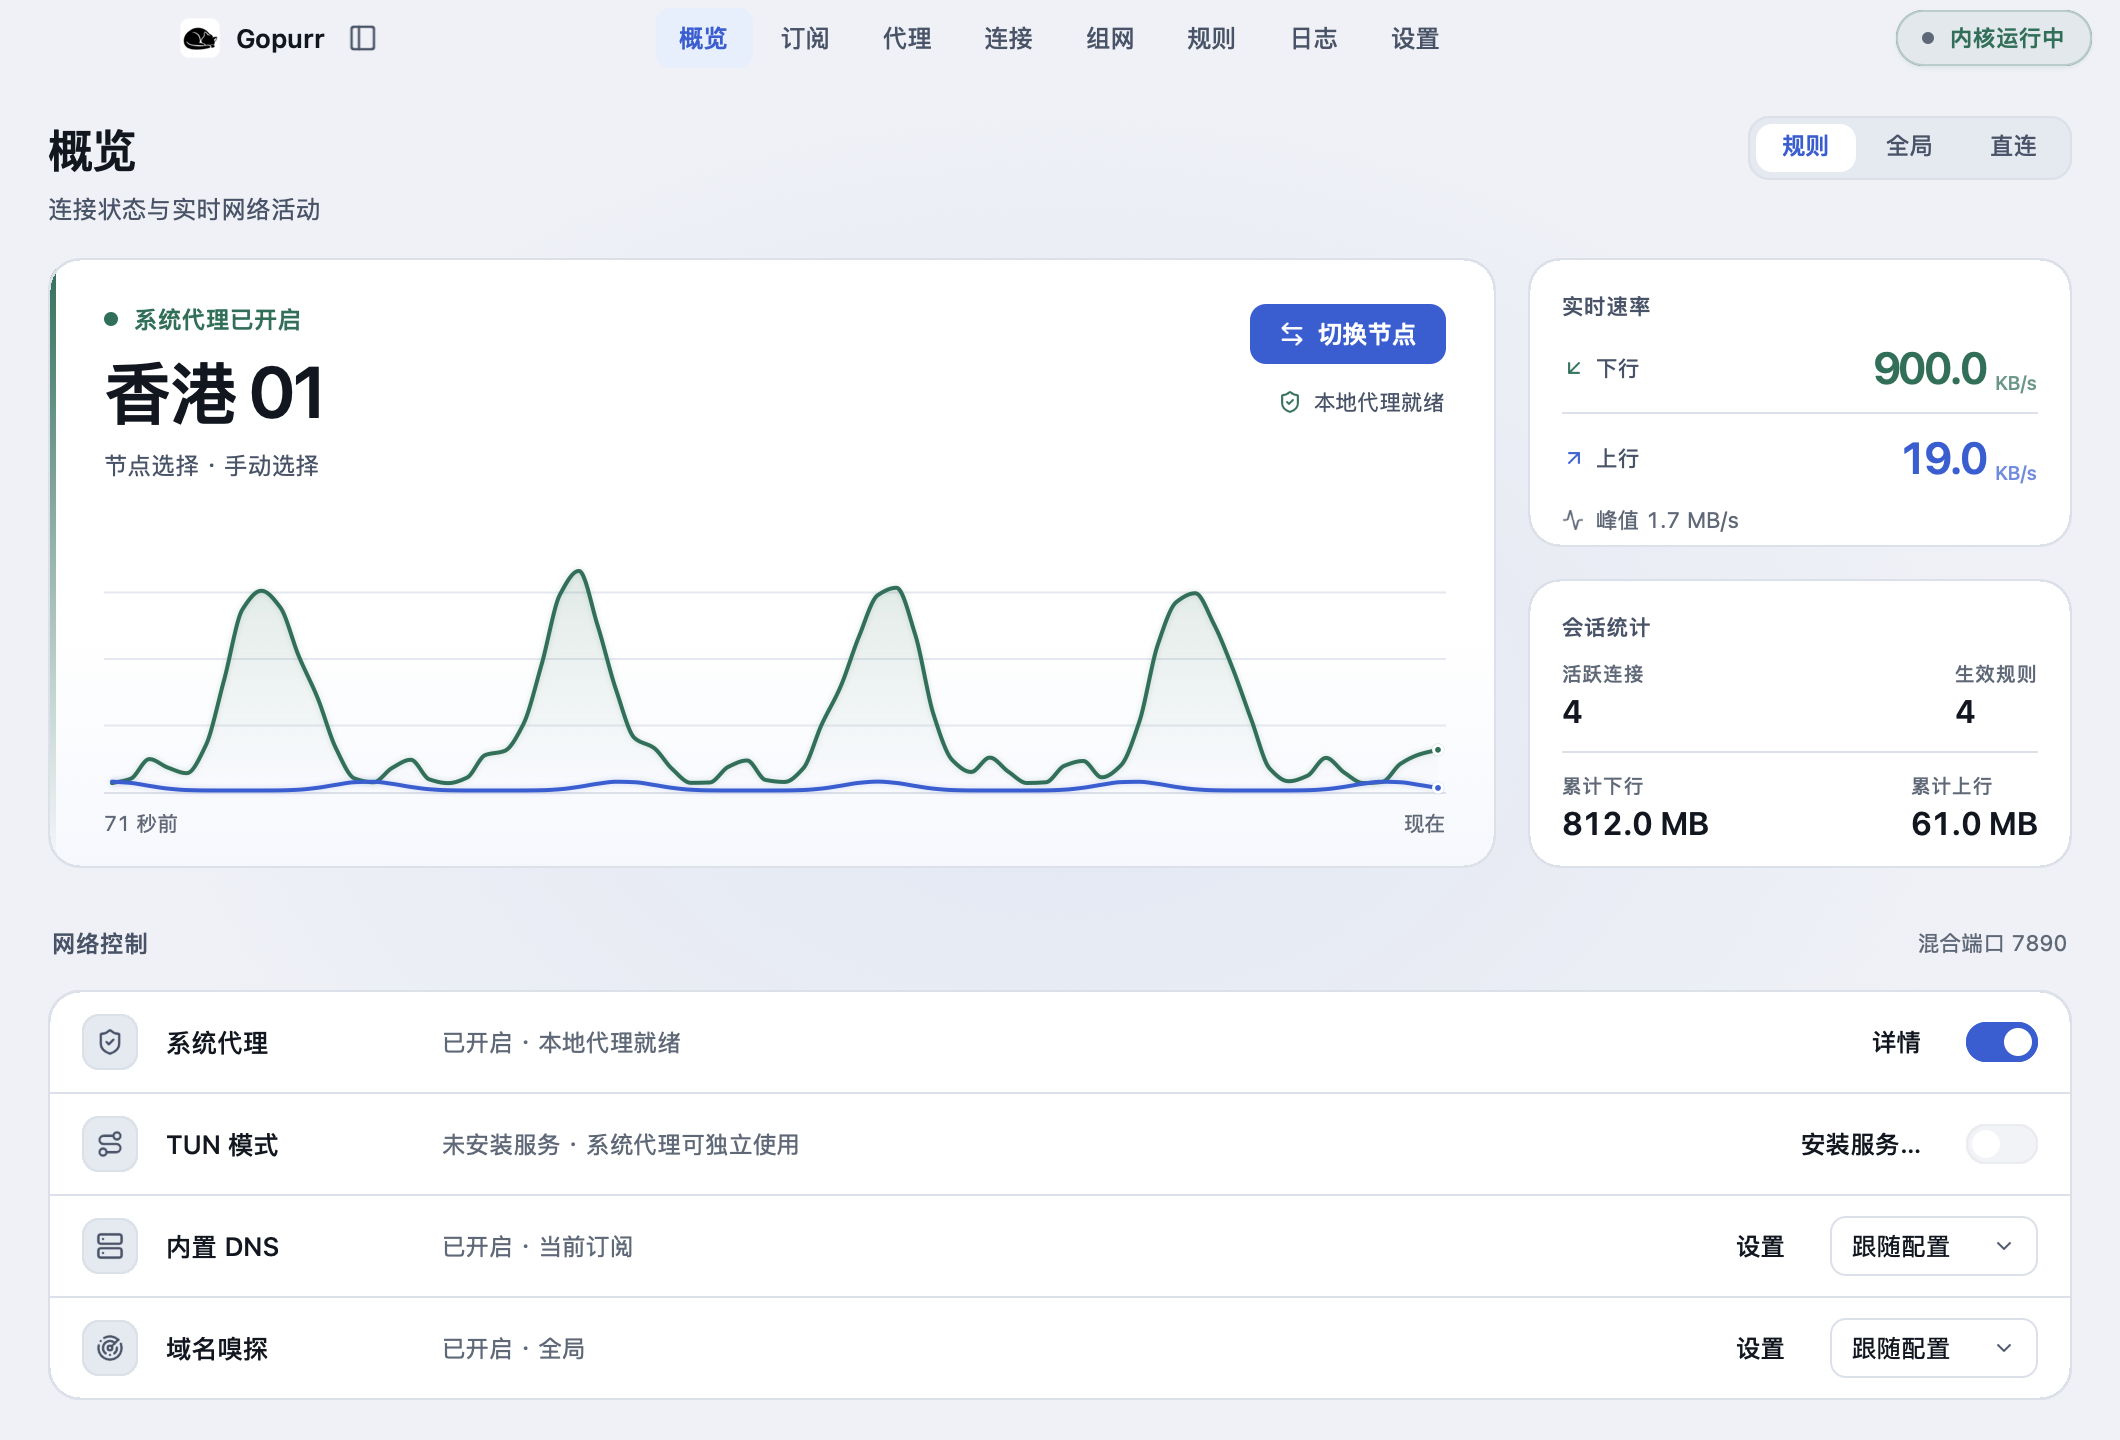 Gopurr
概览 订阅 代理 连接 组网 规则 日志 设置
内核运行中
概览
规则 全局 直连
连接状态与实时网络活动
系统代理已开启
切换节点
香港 01
本地代理就绪
节点选择 · 手动选择
71 秒前
现在
实时速率
下行 900.0 KB/s
上行 19.0 KB/s
峰值 1.7 MB/s
会话统计
活跃连接 生效规则
4 4
累计下行 累计上行
812.0 MB 61.0 MB
网络控制
混合端口 7890
系统代理 已开启 · 本地代理就绪 详情
TUN 模式 未安装服务 · 系统代理可独立使用 安装服务...
内置 DNS 已开启 · 当前订阅 设置 跟随配置
域名嗅探 已开启 · 全局 设置 跟随配置